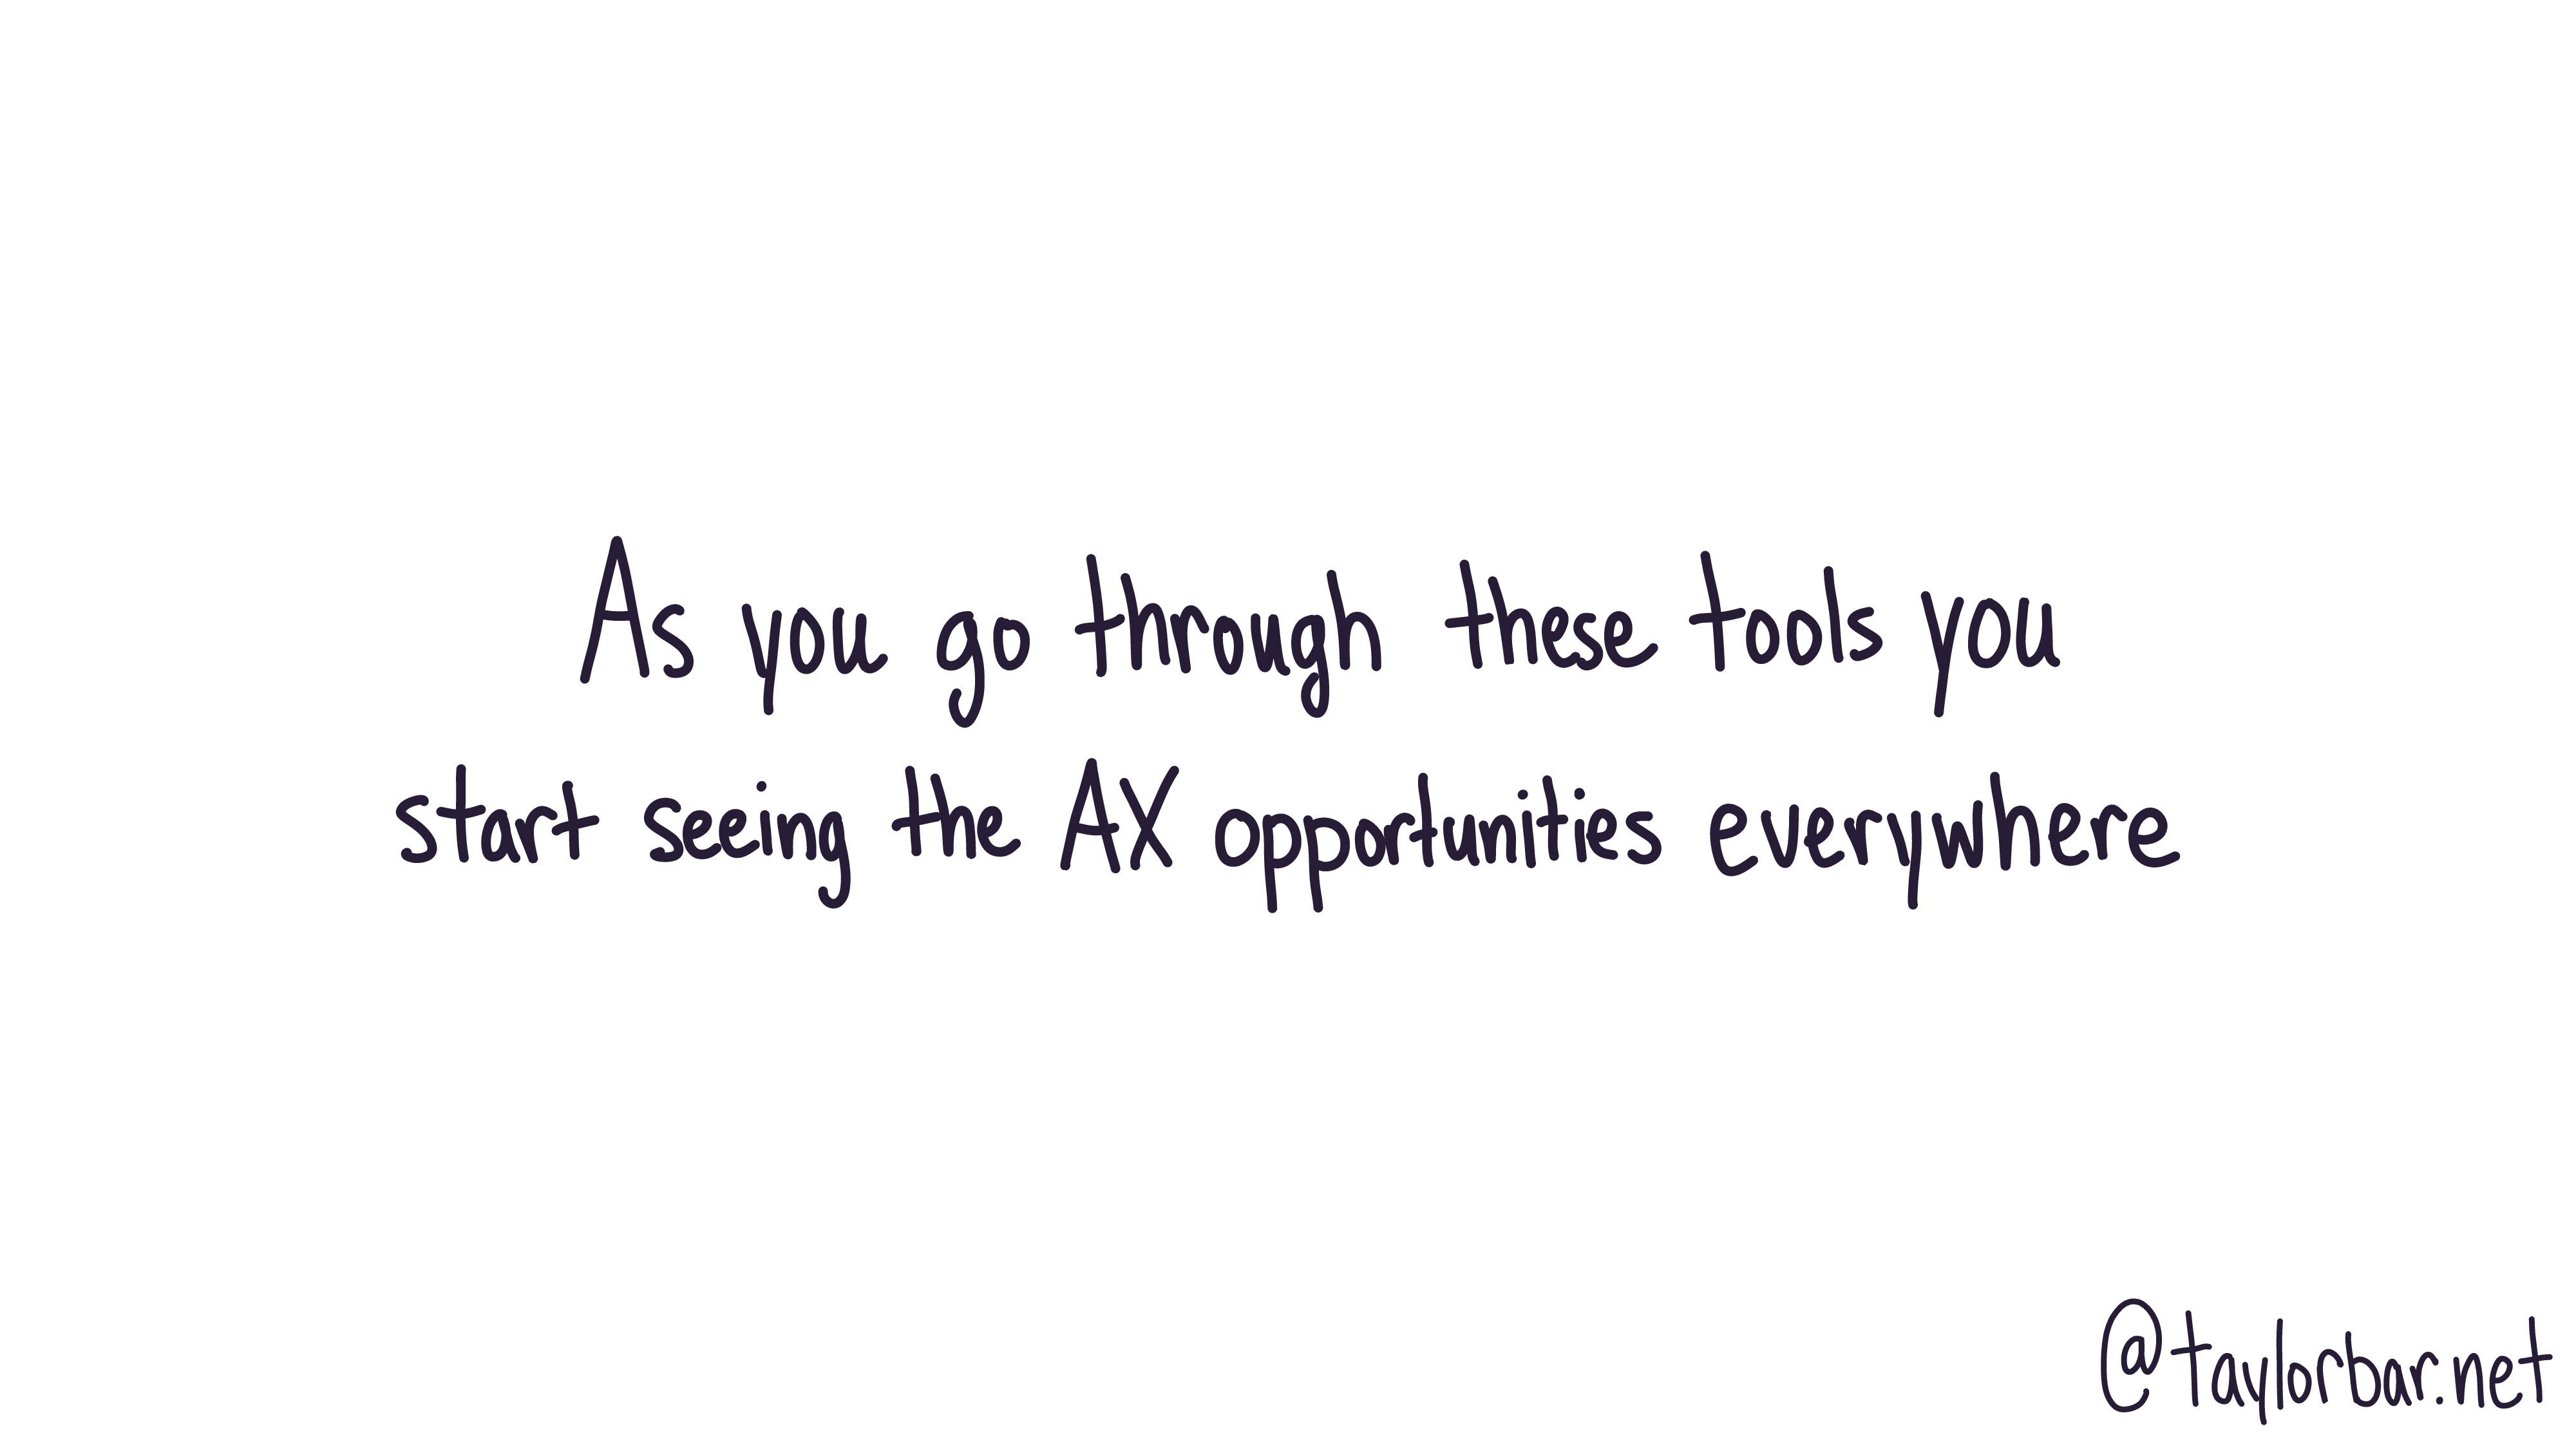 As you go through these tools you
start seeing the AX opportunities everywhere
@taylorbar.net